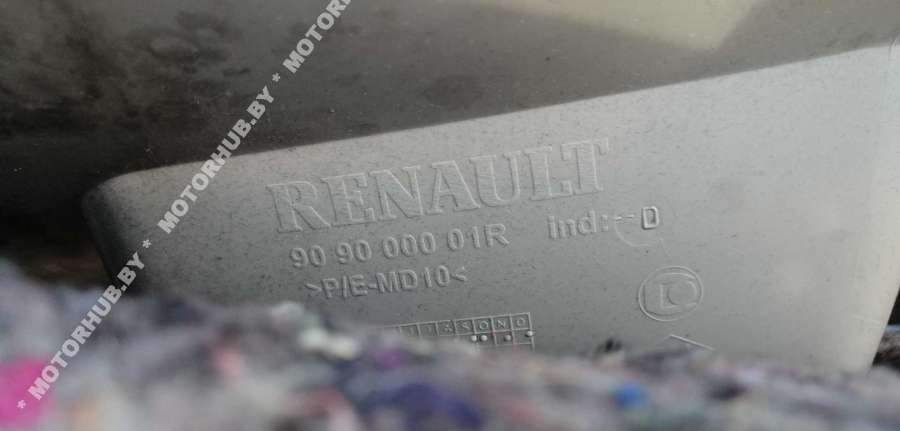 * MOTORHUB.BY * MOTORHUB.BY * MOTORHUB.BY
RENAULT
90 90 000 01R ind:--D
>P/E-MD10<
J J A S O N D